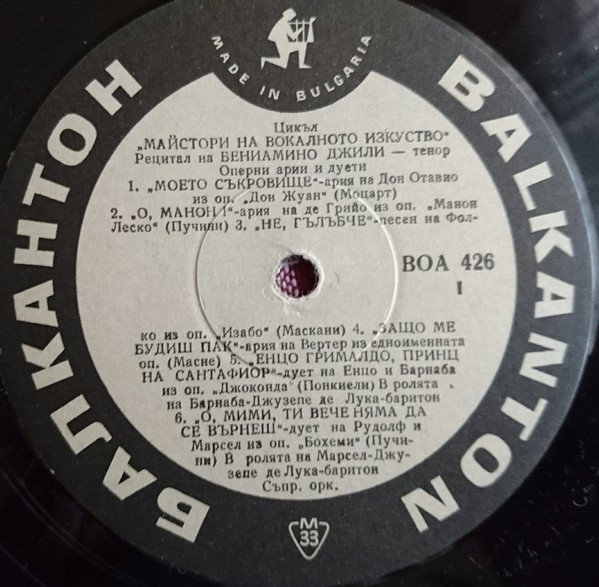 MADE IN BULGARIA
БАЛКАНТОН
BALKANTON
Цикъл
„МАЙСТОРИ НА ВОКАЛНОТО ИЗКУСТВО“
Рецитал на БЕНИАМИНО ДЖИЛИ — тенор
Оперни арии и дуети
1. „МОЕТО СЪКРОВИЩЕ“-ария на Дон Отавио
из оп. „Дон Жуан“ (Моцарт)
2. „О, МАНОН!“-ария на де Грийо из оп. „Манон
Леско“ (Пучини) 3. „НЕ, ГЪЛЪБЧЕ“-песен на Фол-
ВОА 426
I
ко из оп. „Изабо“ (Маскани) 4. „ЗАЩО МЕ
БУДИШ ПАК“-ария на Вертер из едноименната
оп. (Масне) 5. „ЕНЦО ГРИМАЛДО, ПРИНЦ
НА САНТАФИОР“-дует на Енцо и Барнаба
из оп. „Джоконда“ (Понкиели) В ролята
на Барнаба-Джузепе де Лука-баритон
6. „О, МИМИ, ТИ ВЕЧЕ НЯМА ДА
СЕ ВЪРНЕШ“-дует на Рудолф и
Марсел из оп. „Бохеми“ (Пучи-
ни) В ролята на Марсел-Джу-
зепе де Лука-баритон
Съпр. орк.
М
33